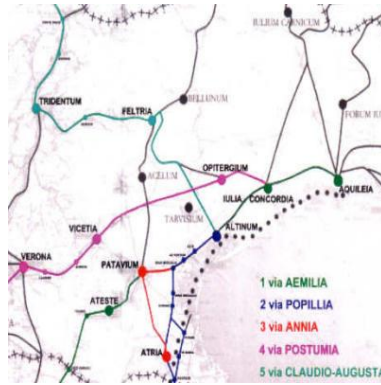 IULIUM CARNICUM
BELLUNUM
TRIDENTUM
FELTRIA
FORUM IU
ACELUM
OPITERGIUM
IULIA
CONCORDIA
AQUILEIA
TARVISIUM
VICETIA
ALTINUM
VERONA
PATAVIUM
ATESTE
ATRIA
1 via AEMILIA
2 via POPILLIA
3 via ANNIA
4 via POSTUMIA
5 via CLAUDIO-AUGUSTA